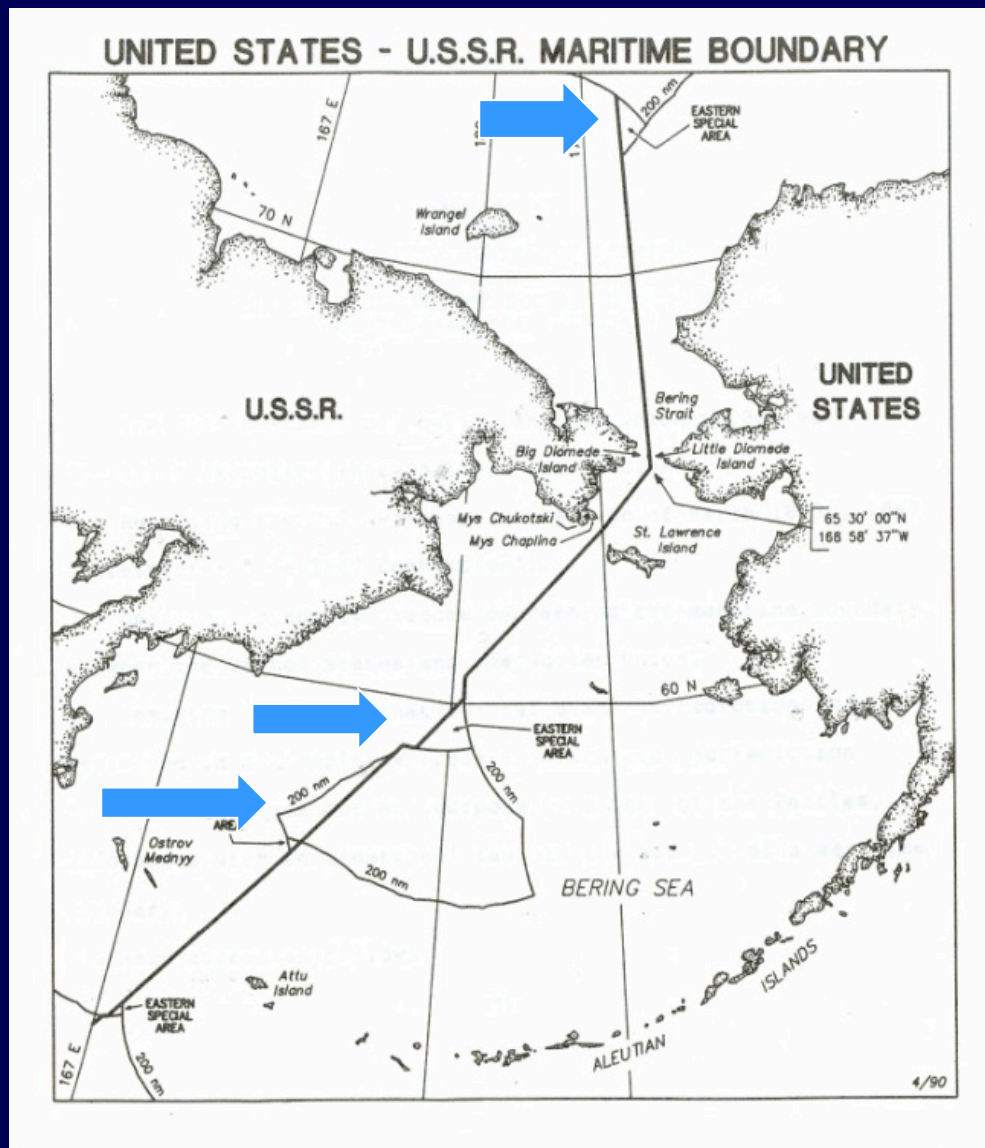 UNITED STATES - U.S.S.R. MARITIME BOUNDARY
167 E
200 nm
EASTERN
SPECIAL
AREA
70 N
Wrangel
Island
U.S.S.R.
UNITED
STATES
Bering
Strait
Big Diomede
Island
Little Diomede
Island
Mys Chukotski
Mys Chaplina
St. Lawrence
Island
65 30' 00"N
168 58' 37"W
60 N
EASTERN
SPECIAL
AREA
200 nm
200 nm
Ostrov
Mednyy
200 nm
BERING SEA
Attu
Island
EASTERN
SPECIAL
AREA
167 E
200 nm
ALEUTIAN
ISLANDS
4/90